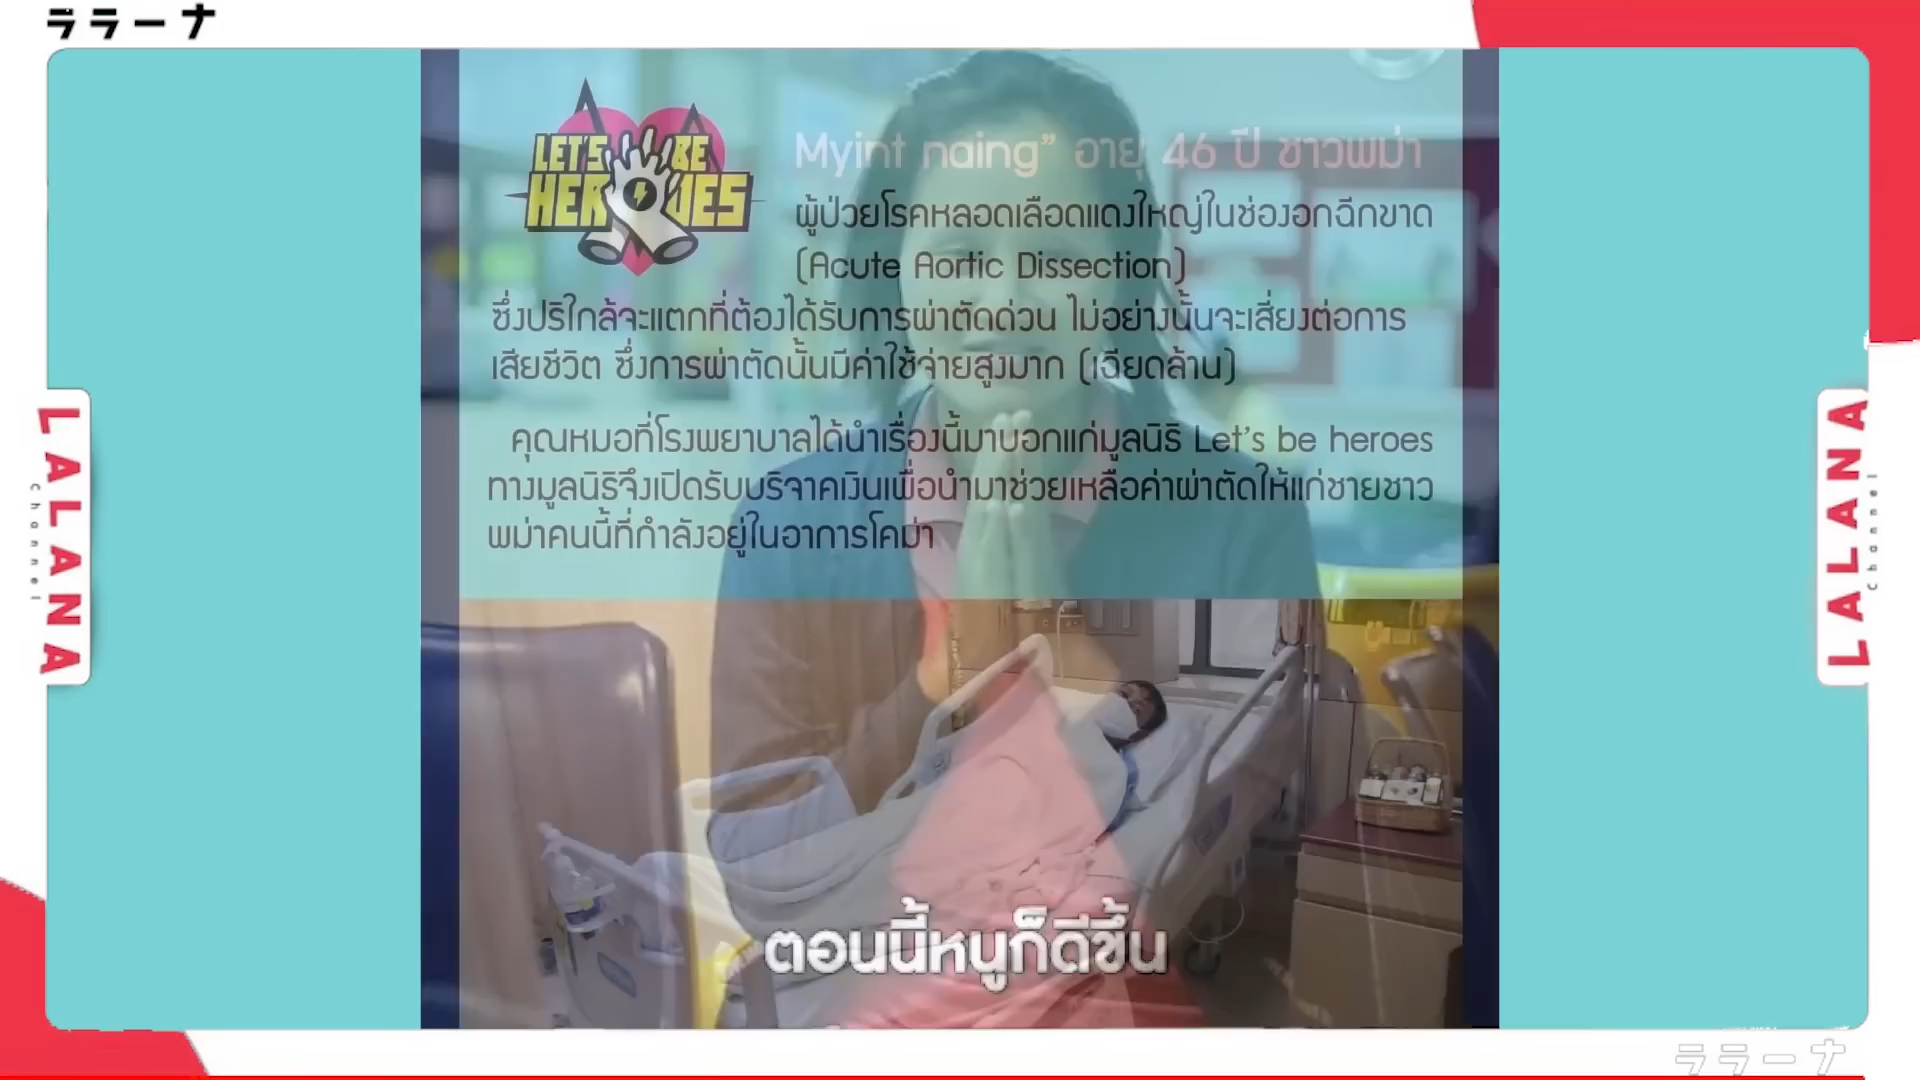 ララーナ
LET'S BE
HEROES
Myint naing” อายุ 46 ปี ชาวพม่า
ผู้ป่วยโรคหลอดเลือดแดงใหญ่ในช่องอกฉีกขาด
(Acute Aortic Dissection)
ซึ่งปริใกล้จะแตกที่ต้องได้รับการผ่าตัดด่วน ไม่อย่างนั้นจะเสี่ยงต่อการ
เสียชีวิต ซึ่งการผ่าตัดนั้นมีค่าใช้จ่ายสูงมาก (เฉียดล้าน)
คุณหมอที่โรงพยาบาลได้นำเรื่องนี้มาบอกแก่มูลนิธิ Let's be heroes
ทางมูลนิธิจึงเปิดรับบริจาคเงินเพื่อนำมาช่วยเหลือค่าผ่าตัดให้แก่ชายชาว
พม่าคนนี้ที่กำลังอยู่ในอาการโคม่า
LALANA
Channel
LALANA
Channel
ตอนนี้หนูก็ดีขึ้น
ララーナ